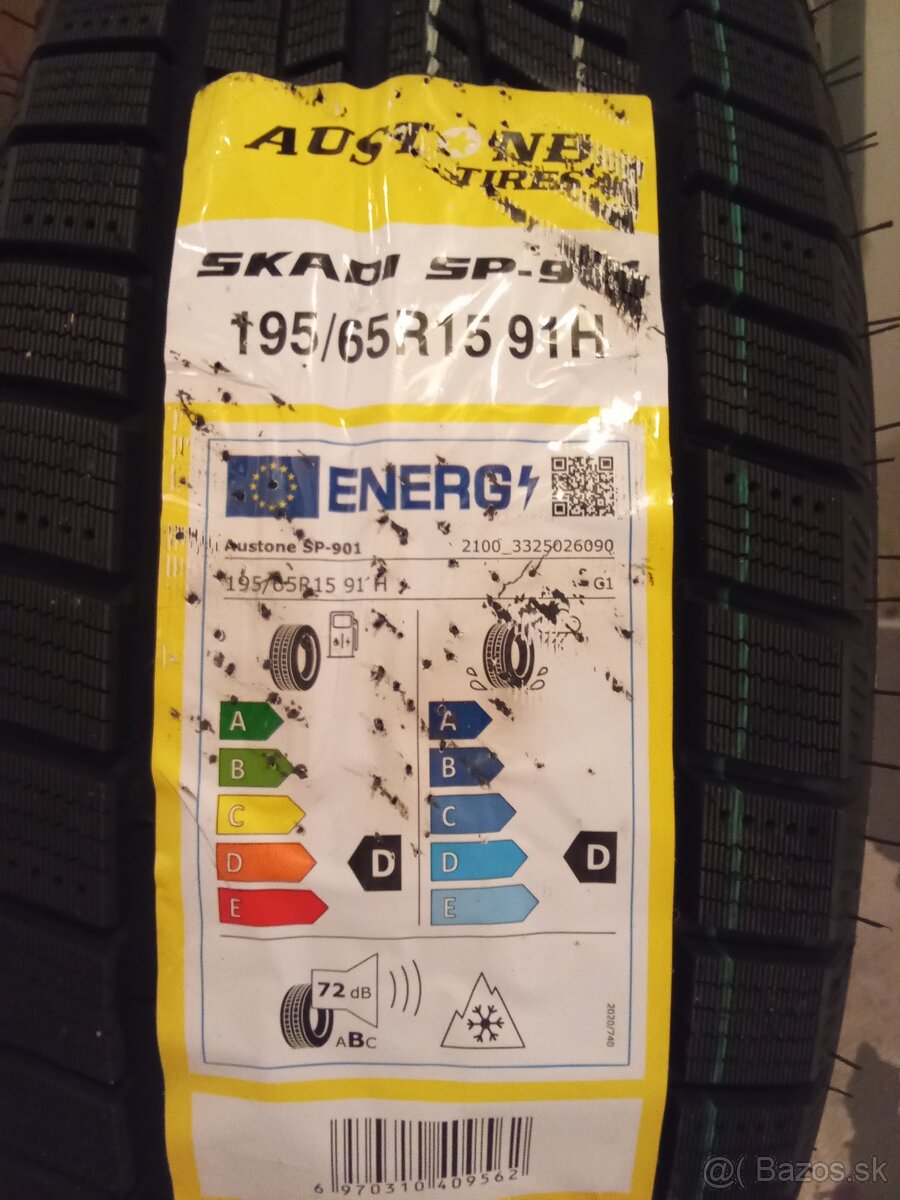 AUSTONE
TIRES
SKADI SP-901
195/65R15 91H
ENERG
Austone SP-901 2100_3325026090
195/65R15 91 H G1
A A
B B
C C
D D D D
E E
72 dB
ABC
2020/740
6 970310 409562
@( Bazos.sk